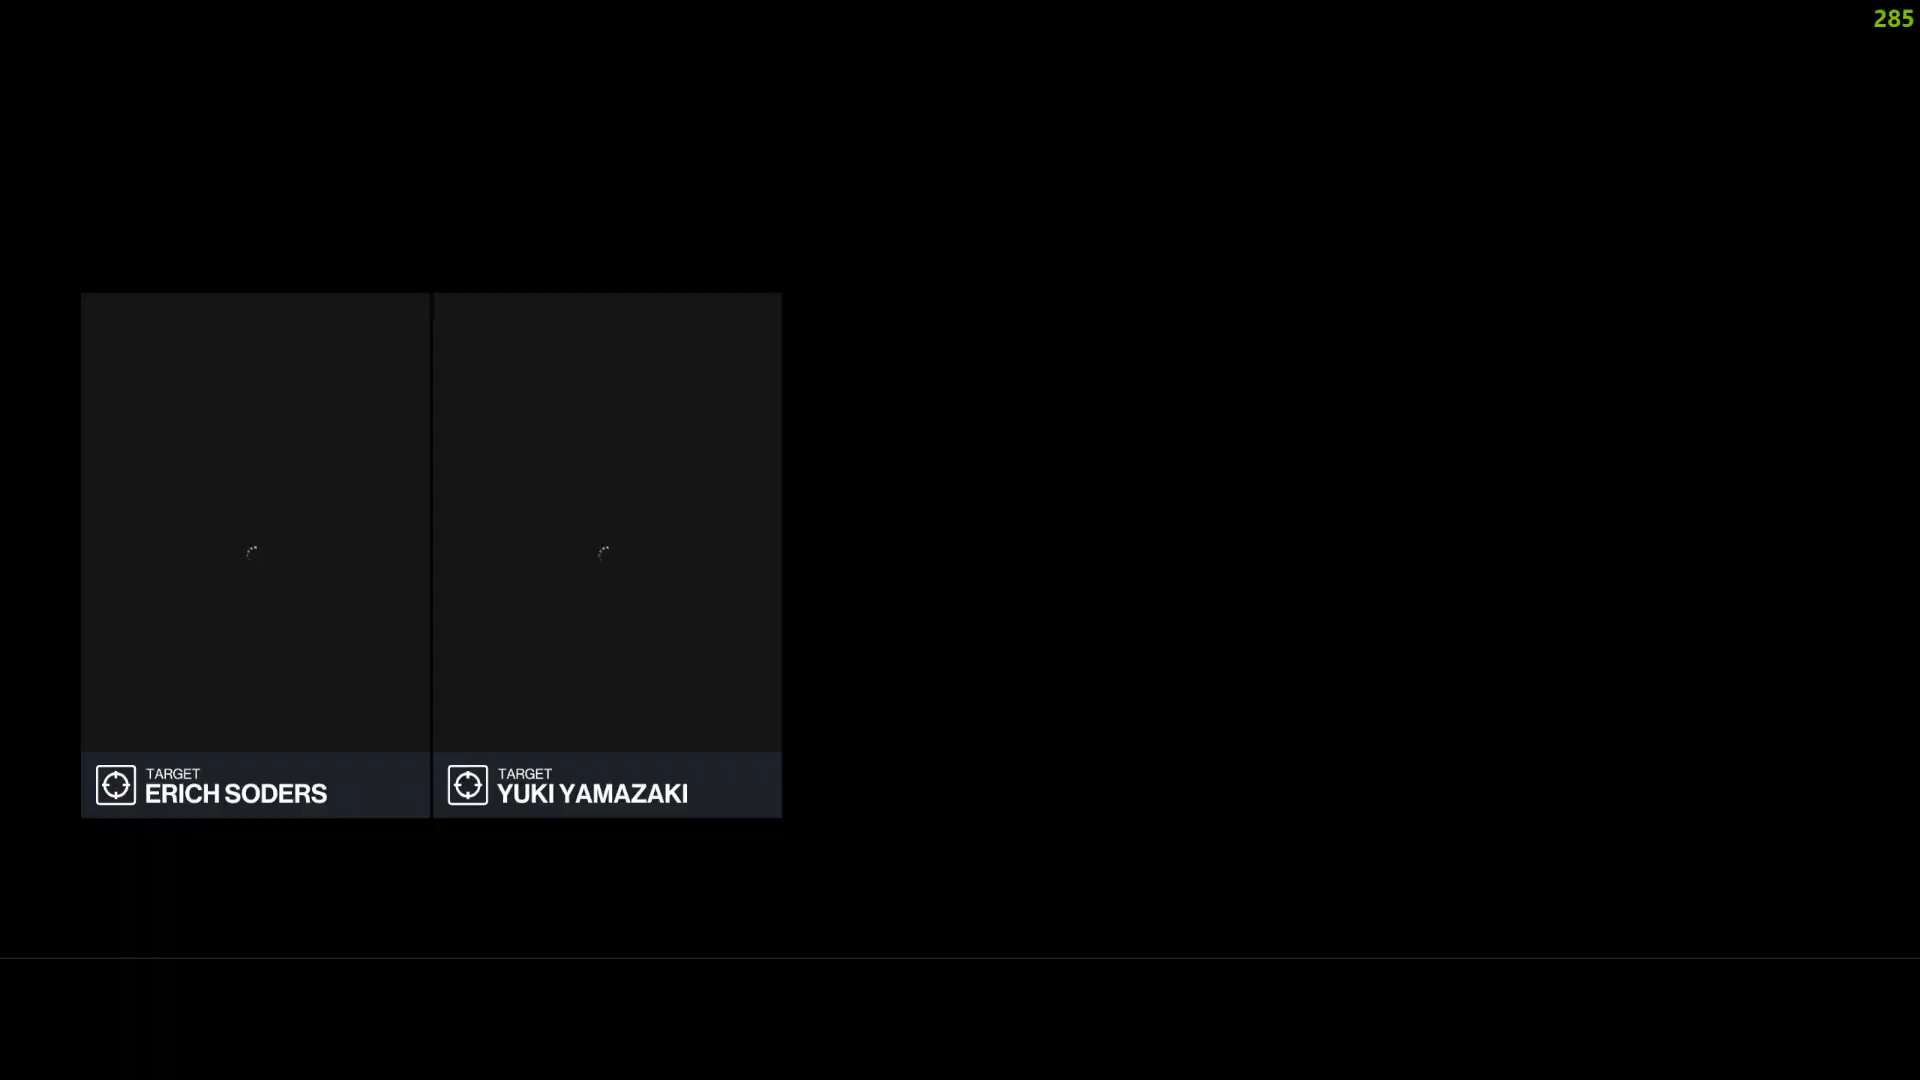 285
TARGET
ERICH SODERS
TARGET
YUKI YAMAZAKI